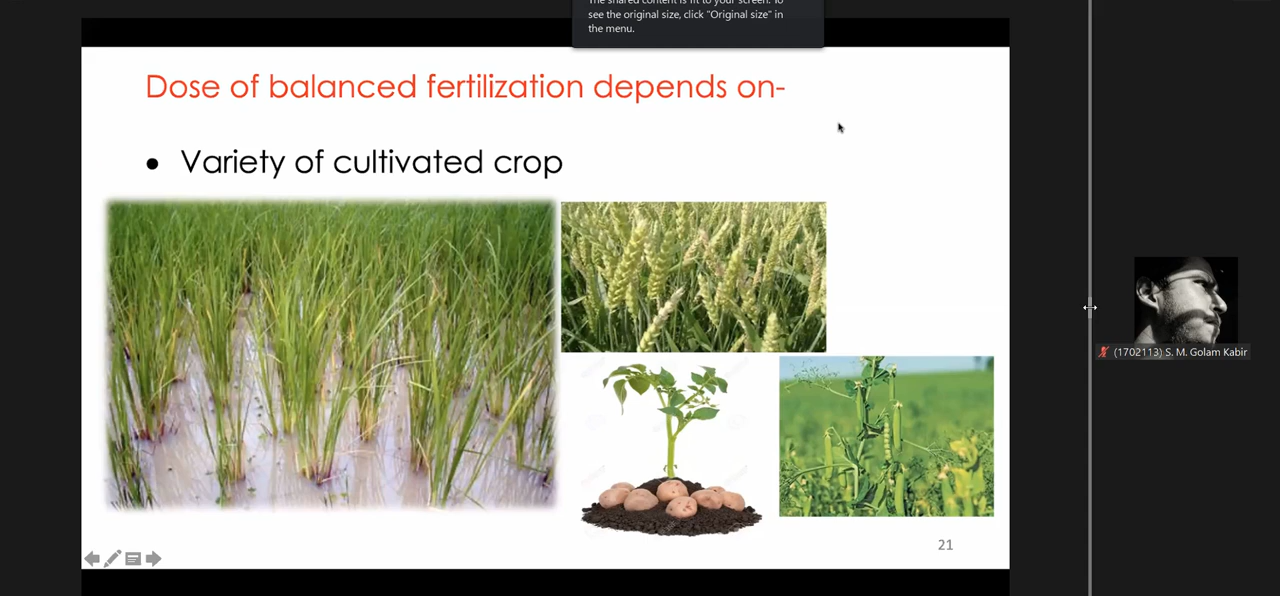 The shared content is fit to your screen. To
see the original size, click "Original size" in
the menu.
Dose of balanced fertilization depends on-
● Variety of cultivated crop
21
(1702113) S. M. Golam Kabir